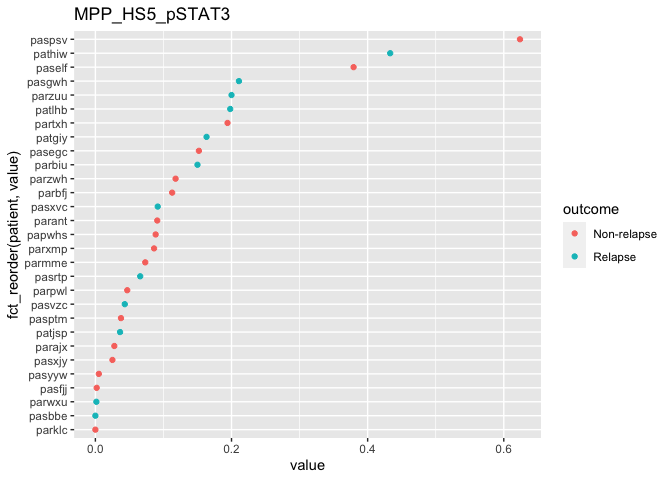 MPP_HS5_pSTAT3
fct_reorder(patient, value)
paspsv
pathiw
paself
pasgwh
parzuu
patlhb
partxh
patgiy
pasegc
parbiu
parzwh
parbfj
pasxvc
parant
papwhs
parxmp
parmme
pasrtp
parpwl
pasvzc
pasptm
patjsp
parajx
pasxjy
pasyyw
pasfjj
parwxu
pasbbe
parklc
0.0 0.2 0.4 0.6
value
outcome
Non-relapse
Relapse